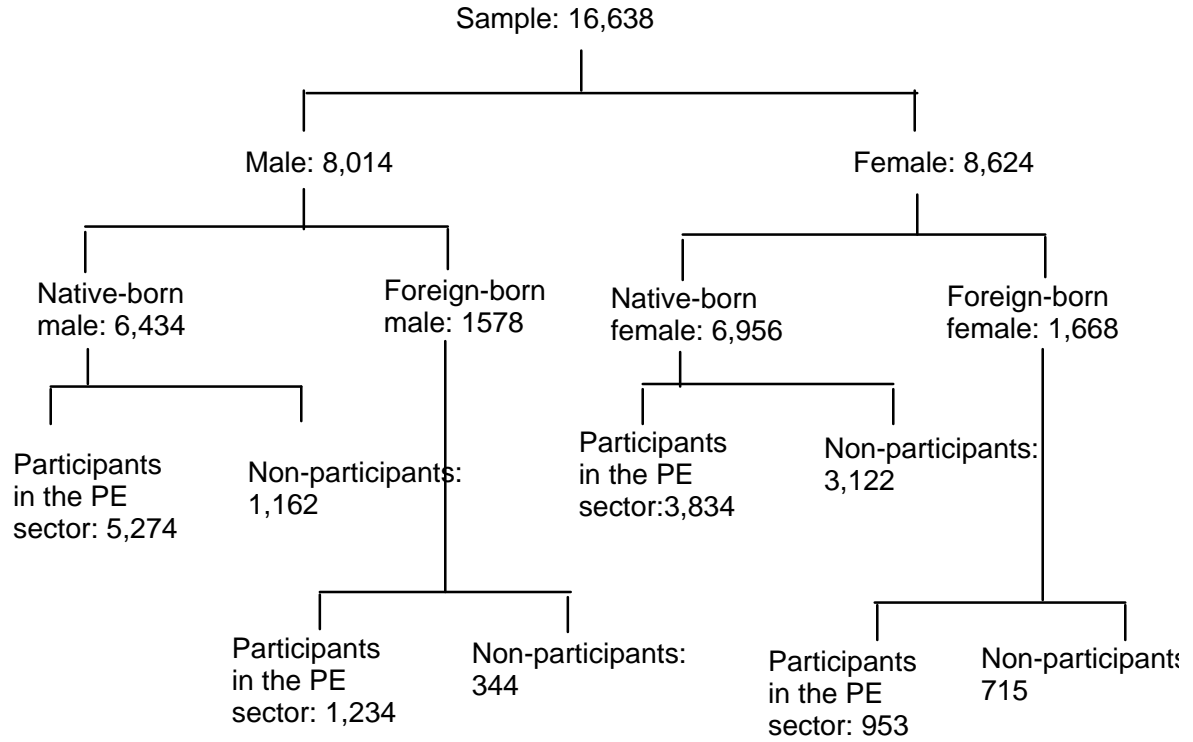 Sample: 16,638
Male: 8,014
Female: 8,624
Native-born
male: 6,434
Foreign-born
male: 1578
Native-born
female: 6,956
Foreign-born
female: 1,668
Participants
in the PE
sector: 5,274
Non-participants:
1,162
Participants
in the PE
sector:3,834
Non-participants:
3,122
Participants
in the PE
sector: 1,234
Non-participants:
344
Participants
in the PE
sector: 953
Non-participants
715